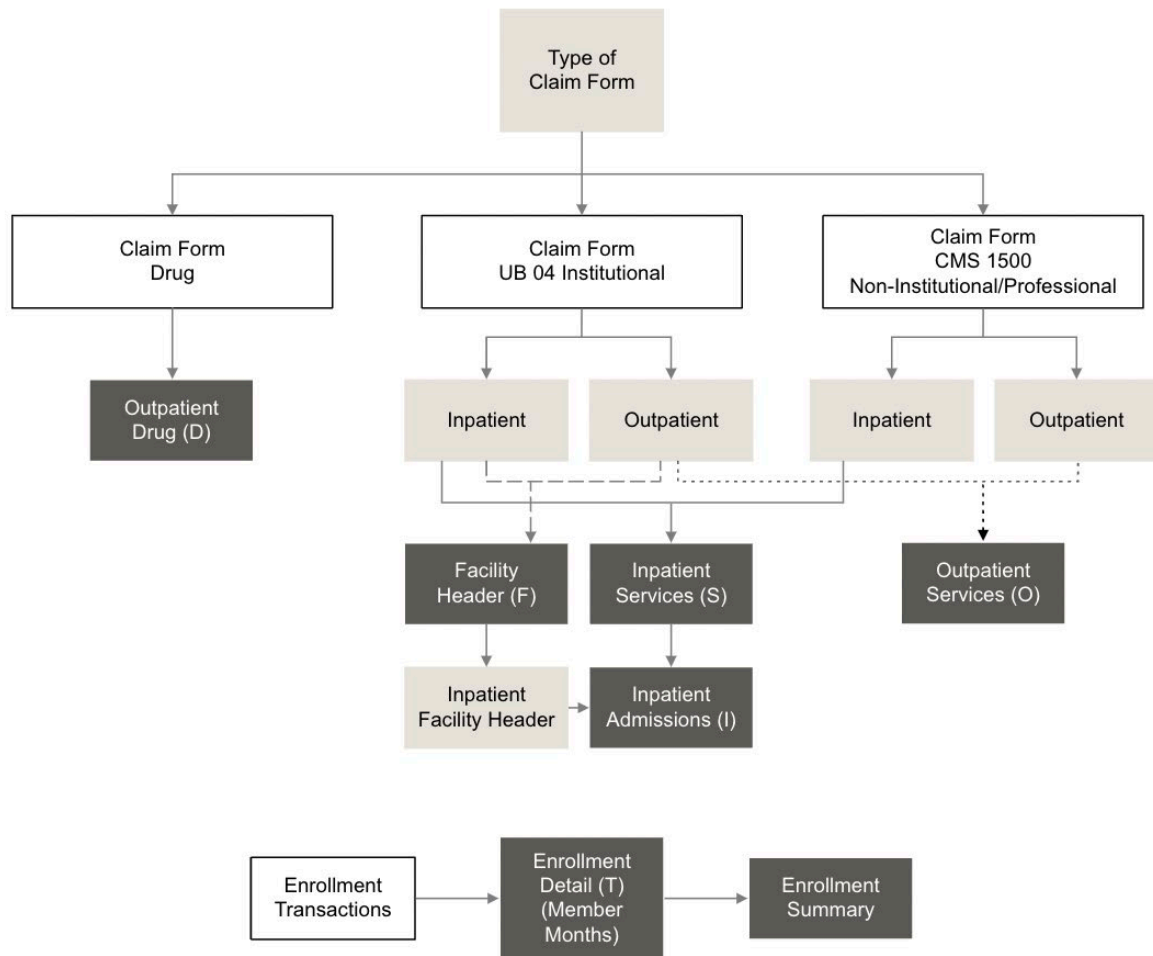 Type of
Claim Form
Claim Form
Drug
Claim Form
UB 04 Institutional
Claim Form
CMS 1500
Non-Institutional/Professional
Outpatient
Drug (D)
Inpatient
Outpatient
Inpatient
Outpatient
Facility
Header (F)
Inpatient
Services (S)
Outpatient
Services (O)
Inpatient
Facility Header
Inpatient
Admissions (I)
Enrollment
Transactions
Enrollment
Detail (T)
(Member
Months)
Enrollment
Summary